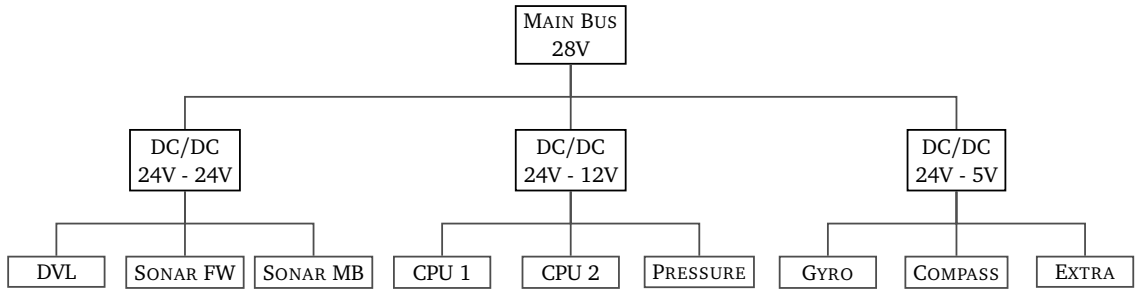 MAIN BUS
28V
DC/DC
24V - 24V
DC/DC
24V - 12V
DC/DC
24V - 5V
DVL
SONAR FW
SONAR MB
CPU 1
CPU 2
PRESSURE
GYRO
COMPASS
EXTRA